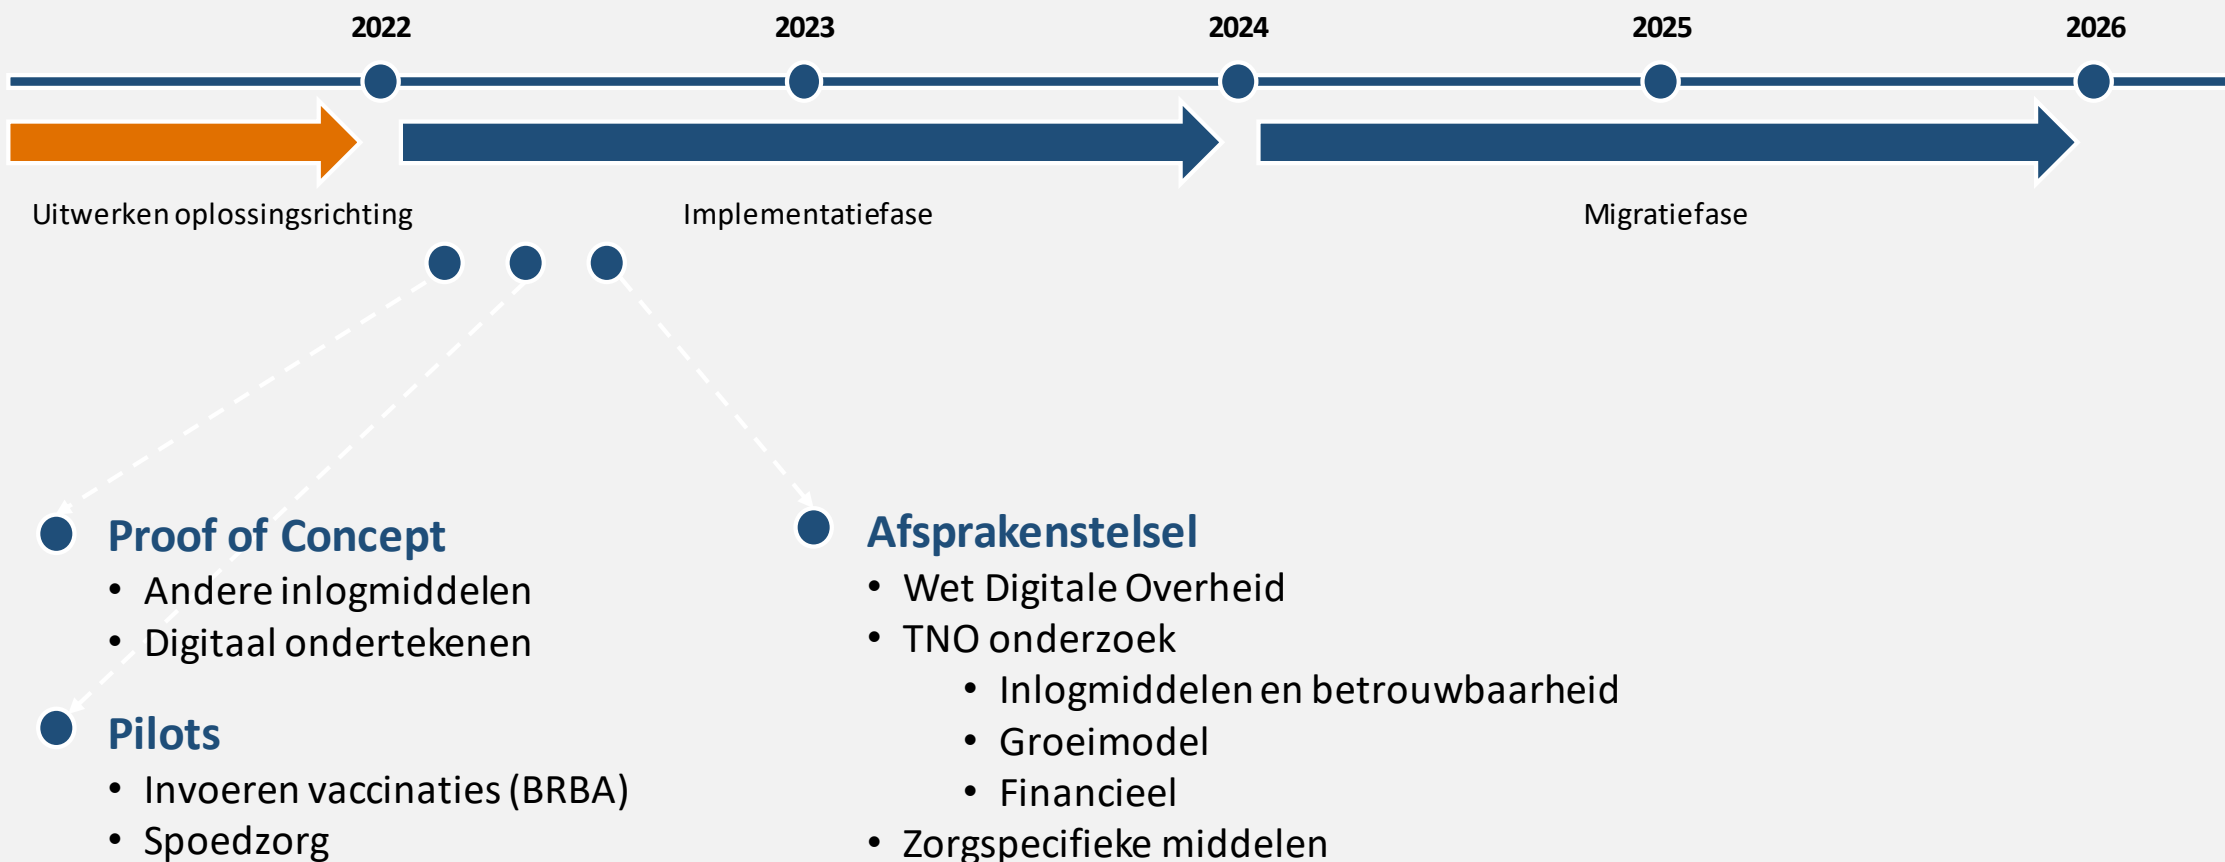 2022 2023 2024 2025 2026
Uitwerken oplossingsrichting Implementatiefase Migratiefase
Proof of Concept
• Andere inlogmiddelen
• Digitaal ondertekenen
Pilots
• Invoeren vaccinaties (BRBA)
• Spoedzorg
Afsprakenstelsel
• Wet Digitale Overheid
• TNO onderzoek
• Inlogmiddelen en betrouwbaarheid
• Groeimodel
• Financieel
• Zorgspecifieke middelen